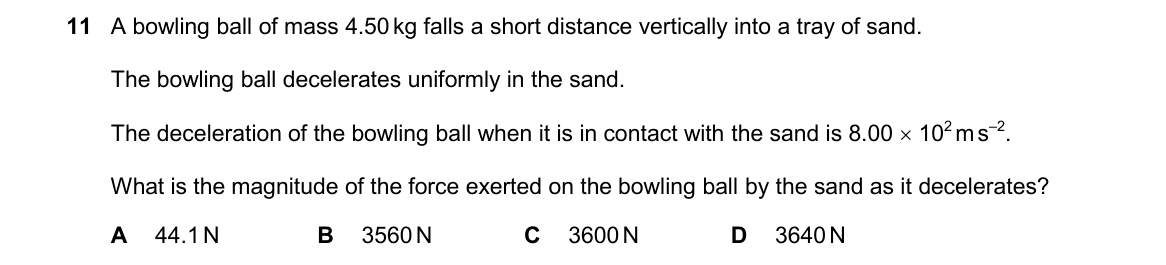 11 A bowling ball of mass 4.50 kg falls a short distance vertically into a tray of sand.
The bowling ball decelerates uniformly in the sand.
The deceleration of the bowling ball when it is in contact with the sand is 8.00 × 10² m s⁻².
What is the magnitude of the force exerted on the bowling ball by the sand as it decelerates?
A 44.1 N B 3560 N C 3600 N D 3640 N